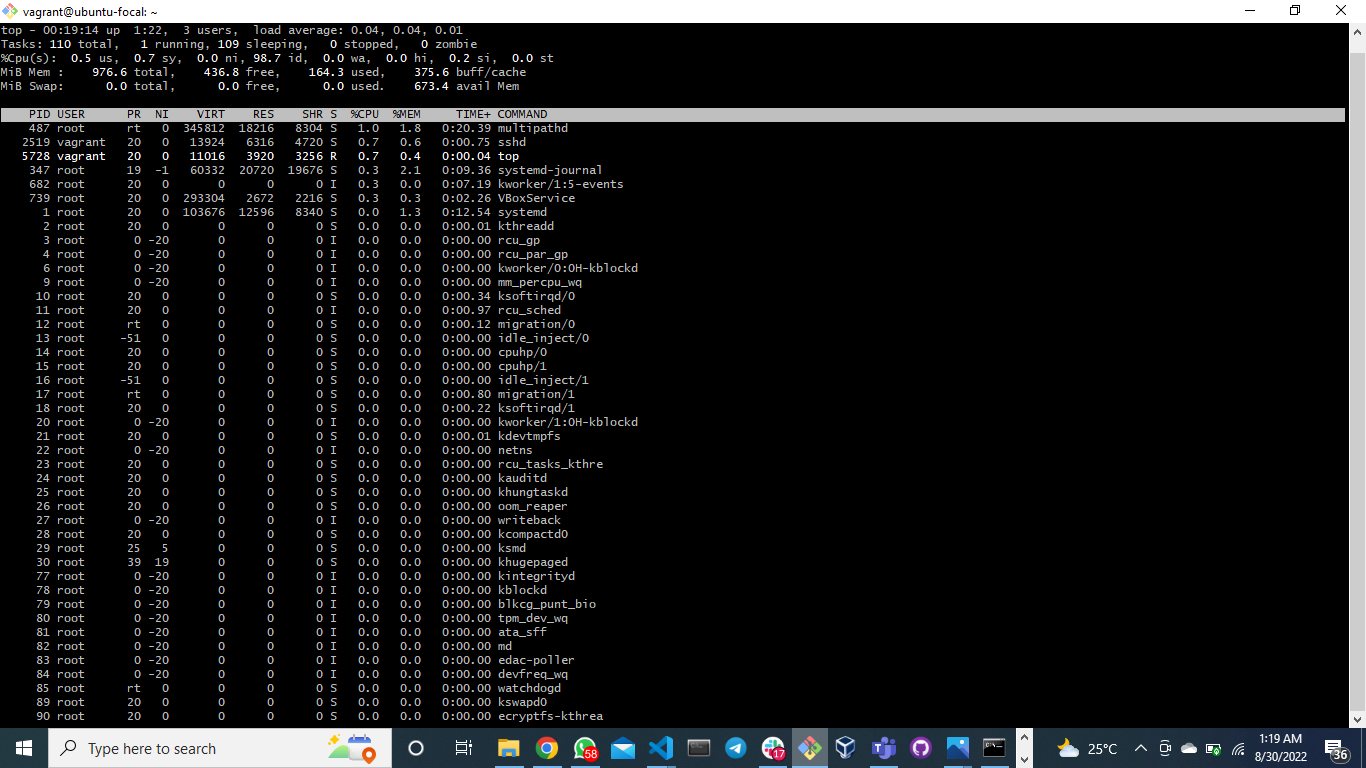 vagrant@ubuntu-focal: ~
top - 00:19:14 up  1:22,  3 users,  load average: 0.04, 0.04, 0.01
Tasks: 110 total,   1 running, 109 sleeping,   0 stopped,   0 zombie
%Cpu(s):  0.5 us,  0.7 sy,  0.0 ni, 98.7 id,  0.0 wa,  0.0 hi,  0.2 si,  0.0 st
MiB Mem :    976.6 total,    436.8 free,    164.3 used,    375.6 buff/cache
MiB Swap:      0.0 total,      0.0 free,      0.0 used.    673.4 avail Mem
PID USER PR NI VIRT RES SHR S %CPU %MEM TIME+ COMMAND
487 root rt 0 345812 18216 8304 S 1.0 1.8 0:20.39 multipathd
2519 vagrant 20 0 13924 6316 4720 S 0.7 0.6 0:00.75 sshd
5728 vagrant 20 0 11016 3920 3256 R 0.7 0.4 0:00.04 top
347 root 19 -1 60332 20720 19676 S 0.3 2.1 0:09.36 systemd-journal
682 root 20 0 0 0 0 I 0.3 0.0 0:07.19 kworker/1:5-events
739 root 20 0 293304 2672 2216 S 0.3 0.3 0:02.26 VBoxService
1 root 20 0 103676 12596 8340 S 0.0 1.3 0:12.54 systemd
2 root 20 0 0 0 0 S 0.0 0.0 0:00.01 kthreadd
3 root 0 -20 0 0 0 I 0.0 0.0 0:00.00 rcu_gp
4 root 0 -20 0 0 0 I 0.0 0.0 0:00.00 rcu_par_gp
6 root 0 -20 0 0 0 I 0.0 0.0 0:00.00 kworker/0:0H-kblockd
9 root 0 -20 0 0 0 I 0.0 0.0 0:00.00 mm_percpu_wq
10 root 20 0 0 0 0 S 0.0 0.0 0:00.34 ksoftirqd/0
11 root 20 0 0 0 0 I 0.0 0.0 0:00.97 rcu_sched
12 root rt 0 0 0 0 S 0.0 0.0 0:00.12 migration/0
13 root -51 0 0 0 0 S 0.0 0.0 0:00.00 idle_inject/0
14 root 20 0 0 0 0 S 0.0 0.0 0:00.00 cpuhp/0
15 root 20 0 0 0 0 S 0.0 0.0 0:00.00 cpuhp/1
16 root -51 0 0 0 0 S 0.0 0.0 0:00.00 idle_inject/1
17 root rt 0 0 0 0 S 0.0 0.0 0:00.80 migration/1
18 root 20 0 0 0 0 S 0.0 0.0 0:00.22 ksoftirqd/1
20 root 0 -20 0 0 0 I 0.0 0.0 0:00.00 kworker/1:0H-kblockd
21 root 20 0 0 0 0 S 0.0 0.0 0:00.01 kdevtmpfs
22 root 0 -20 0 0 0 I 0.0 0.0 0:00.00 netns
23 root 20 0 0 0 0 S 0.0 0.0 0:00.00 rcu_tasks_kthre
24 root 20 0 0 0 0 S 0.0 0.0 0:00.00 kauditd
25 root 20 0 0 0 0 S 0.0 0.0 0:00.00 khungtaskd
26 root 20 0 0 0 0 S 0.0 0.0 0:00.00 oom_reaper
27 root 0 -20 0 0 0 I 0.0 0.0 0:00.00 writeback
28 root 20 0 0 0 0 S 0.0 0.0 0:00.00 kcompactd0
29 root 25 5 0 0 0 S 0.0 0.0 0:00.00 ksmd
30 root 39 19 0 0 0 S 0.0 0.0 0:00.00 khugepaged
77 root 0 -20 0 0 0 I 0.0 0.0 0:00.00 kintegrityd
78 root 0 -20 0 0 0 I 0.0 0.0 0:00.00 kblockd
79 root 0 -20 0 0 0 I 0.0 0.0 0:00.00 blkcg_punt_bio
80 root 0 -20 0 0 0 I 0.0 0.0 0:00.00 tpm_dev_wq
81 root 0 -20 0 0 0 I 0.0 0.0 0:00.00 ata_sff
82 root 0 -20 0 0 0 I 0.0 0.0 0:00.00 md
83 root 0 -20 0 0 0 I 0.0 0.0 0:00.00 edac-poller
84 root 0 -20 0 0 0 I 0.0 0.0 0:00.00 devfreq_wq
85 root rt 0 0 0 0 S 0.0 0.0 0:00.00 watchdogd
89 root 20 0 0 0 0 S 0.0 0.0 0:00.00 kswapd0
90 root 20 0 0 0 0 S 0.0 0.0 0:00.00 ecryptfs-kthrea
Type here to search
58
17
25°C
1:19 AM
8/30/2022
36